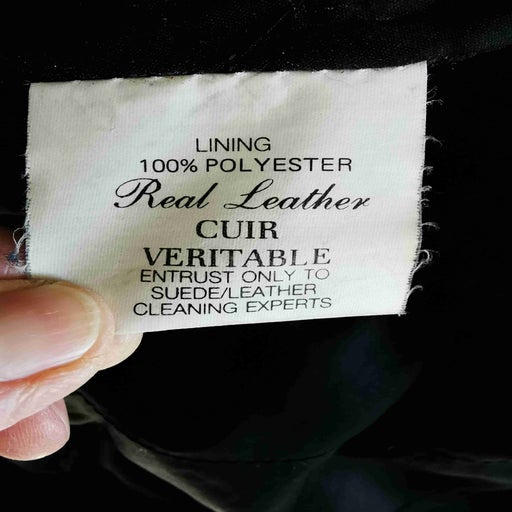 LINING
100% POLYESTER
Real Leather
CUIR
VERITABLE
ENTRUST ONLY TO
SUEDE/LEATHER
CLEANING EXPERTS